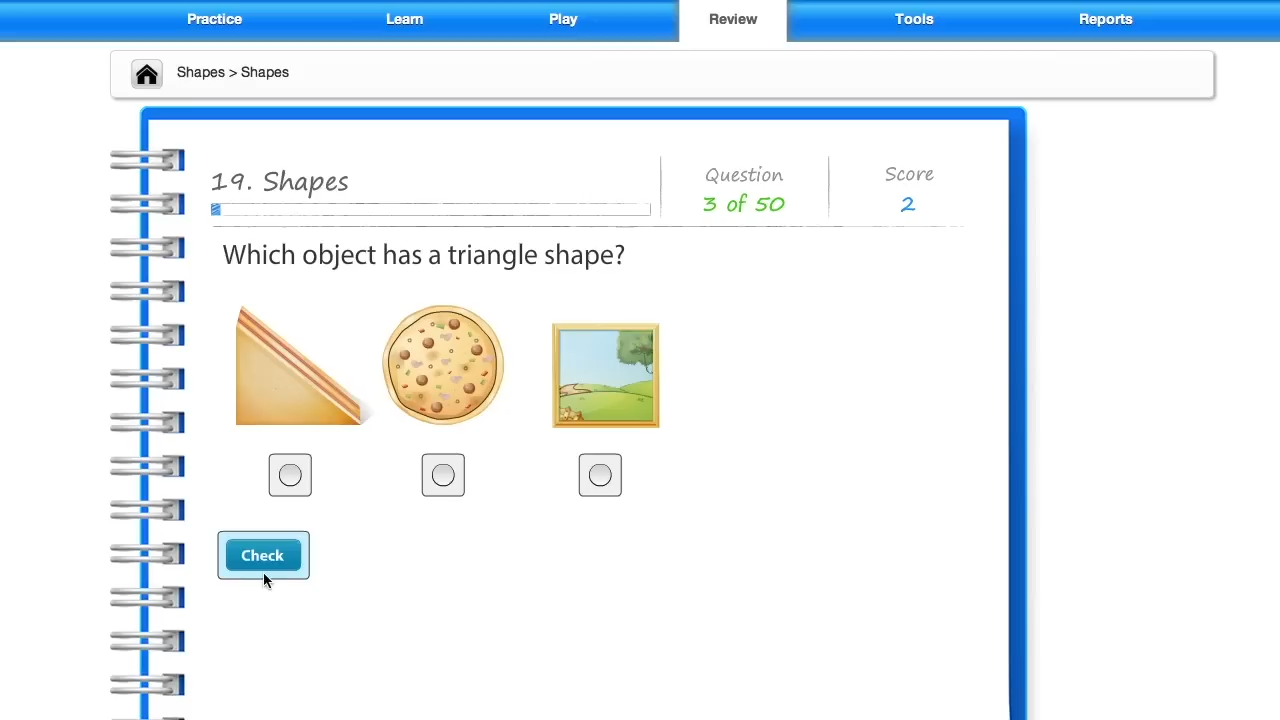 Practice Learn Play Review Tools Reports
Shapes > Shapes
19. Shapes
Question
3 of 50
Score
2
Which object has a triangle shape?
Check